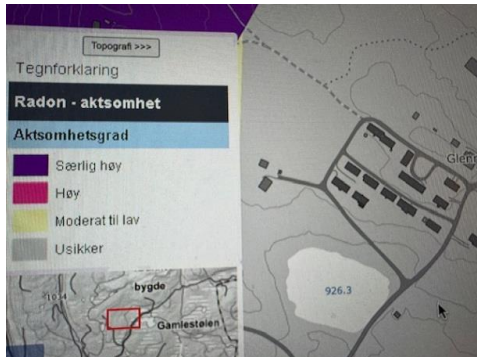 Topografi >>>
Tegnforklaring
Radon - aktsomhet
Aktsomhetsgrad
Særlig høy
Høy
Moderat til lav
Usikker
bygde
Gamlestølen
926.3